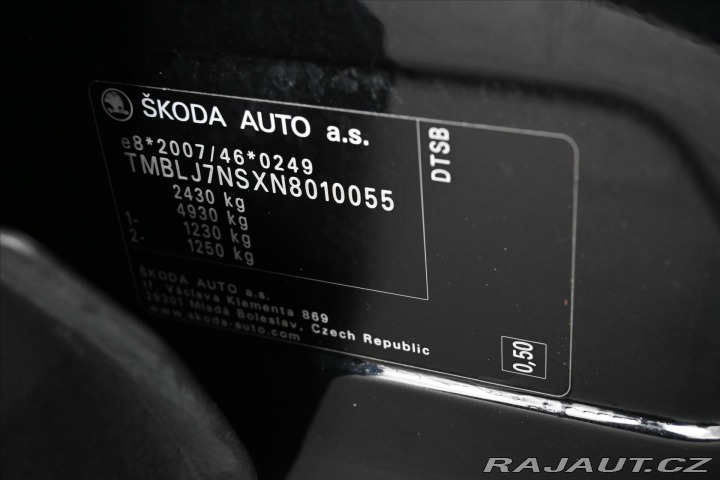 ŠKODA AUTO a.s.
e8*2007/46*0249
TMBLJ7NSXN8010055
2430 kg
4930 kg
1- 1230 kg
2- 1250 kg
DTSB
ŠKODA AUTO a.s.
17, Václava Klementa 869
29301 Mladá Boleslav, Czech Republic
www.skoda-auto.com
0,50
RAJAUT.CZ